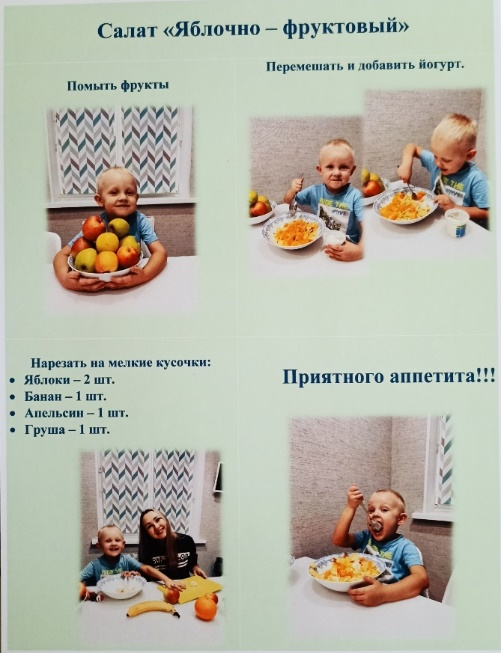 Салат «Яблочно – фруктовый»
Помыть фрукты
Перемешать и добавить йогурт.
Нарезать на мелкие кусочки:
• Яблоки – 2 шт.
• Банан – 1 шт.
• Апельсин – 1 шт.
• Груша – 1 шт.
Приятного аппетита!!!